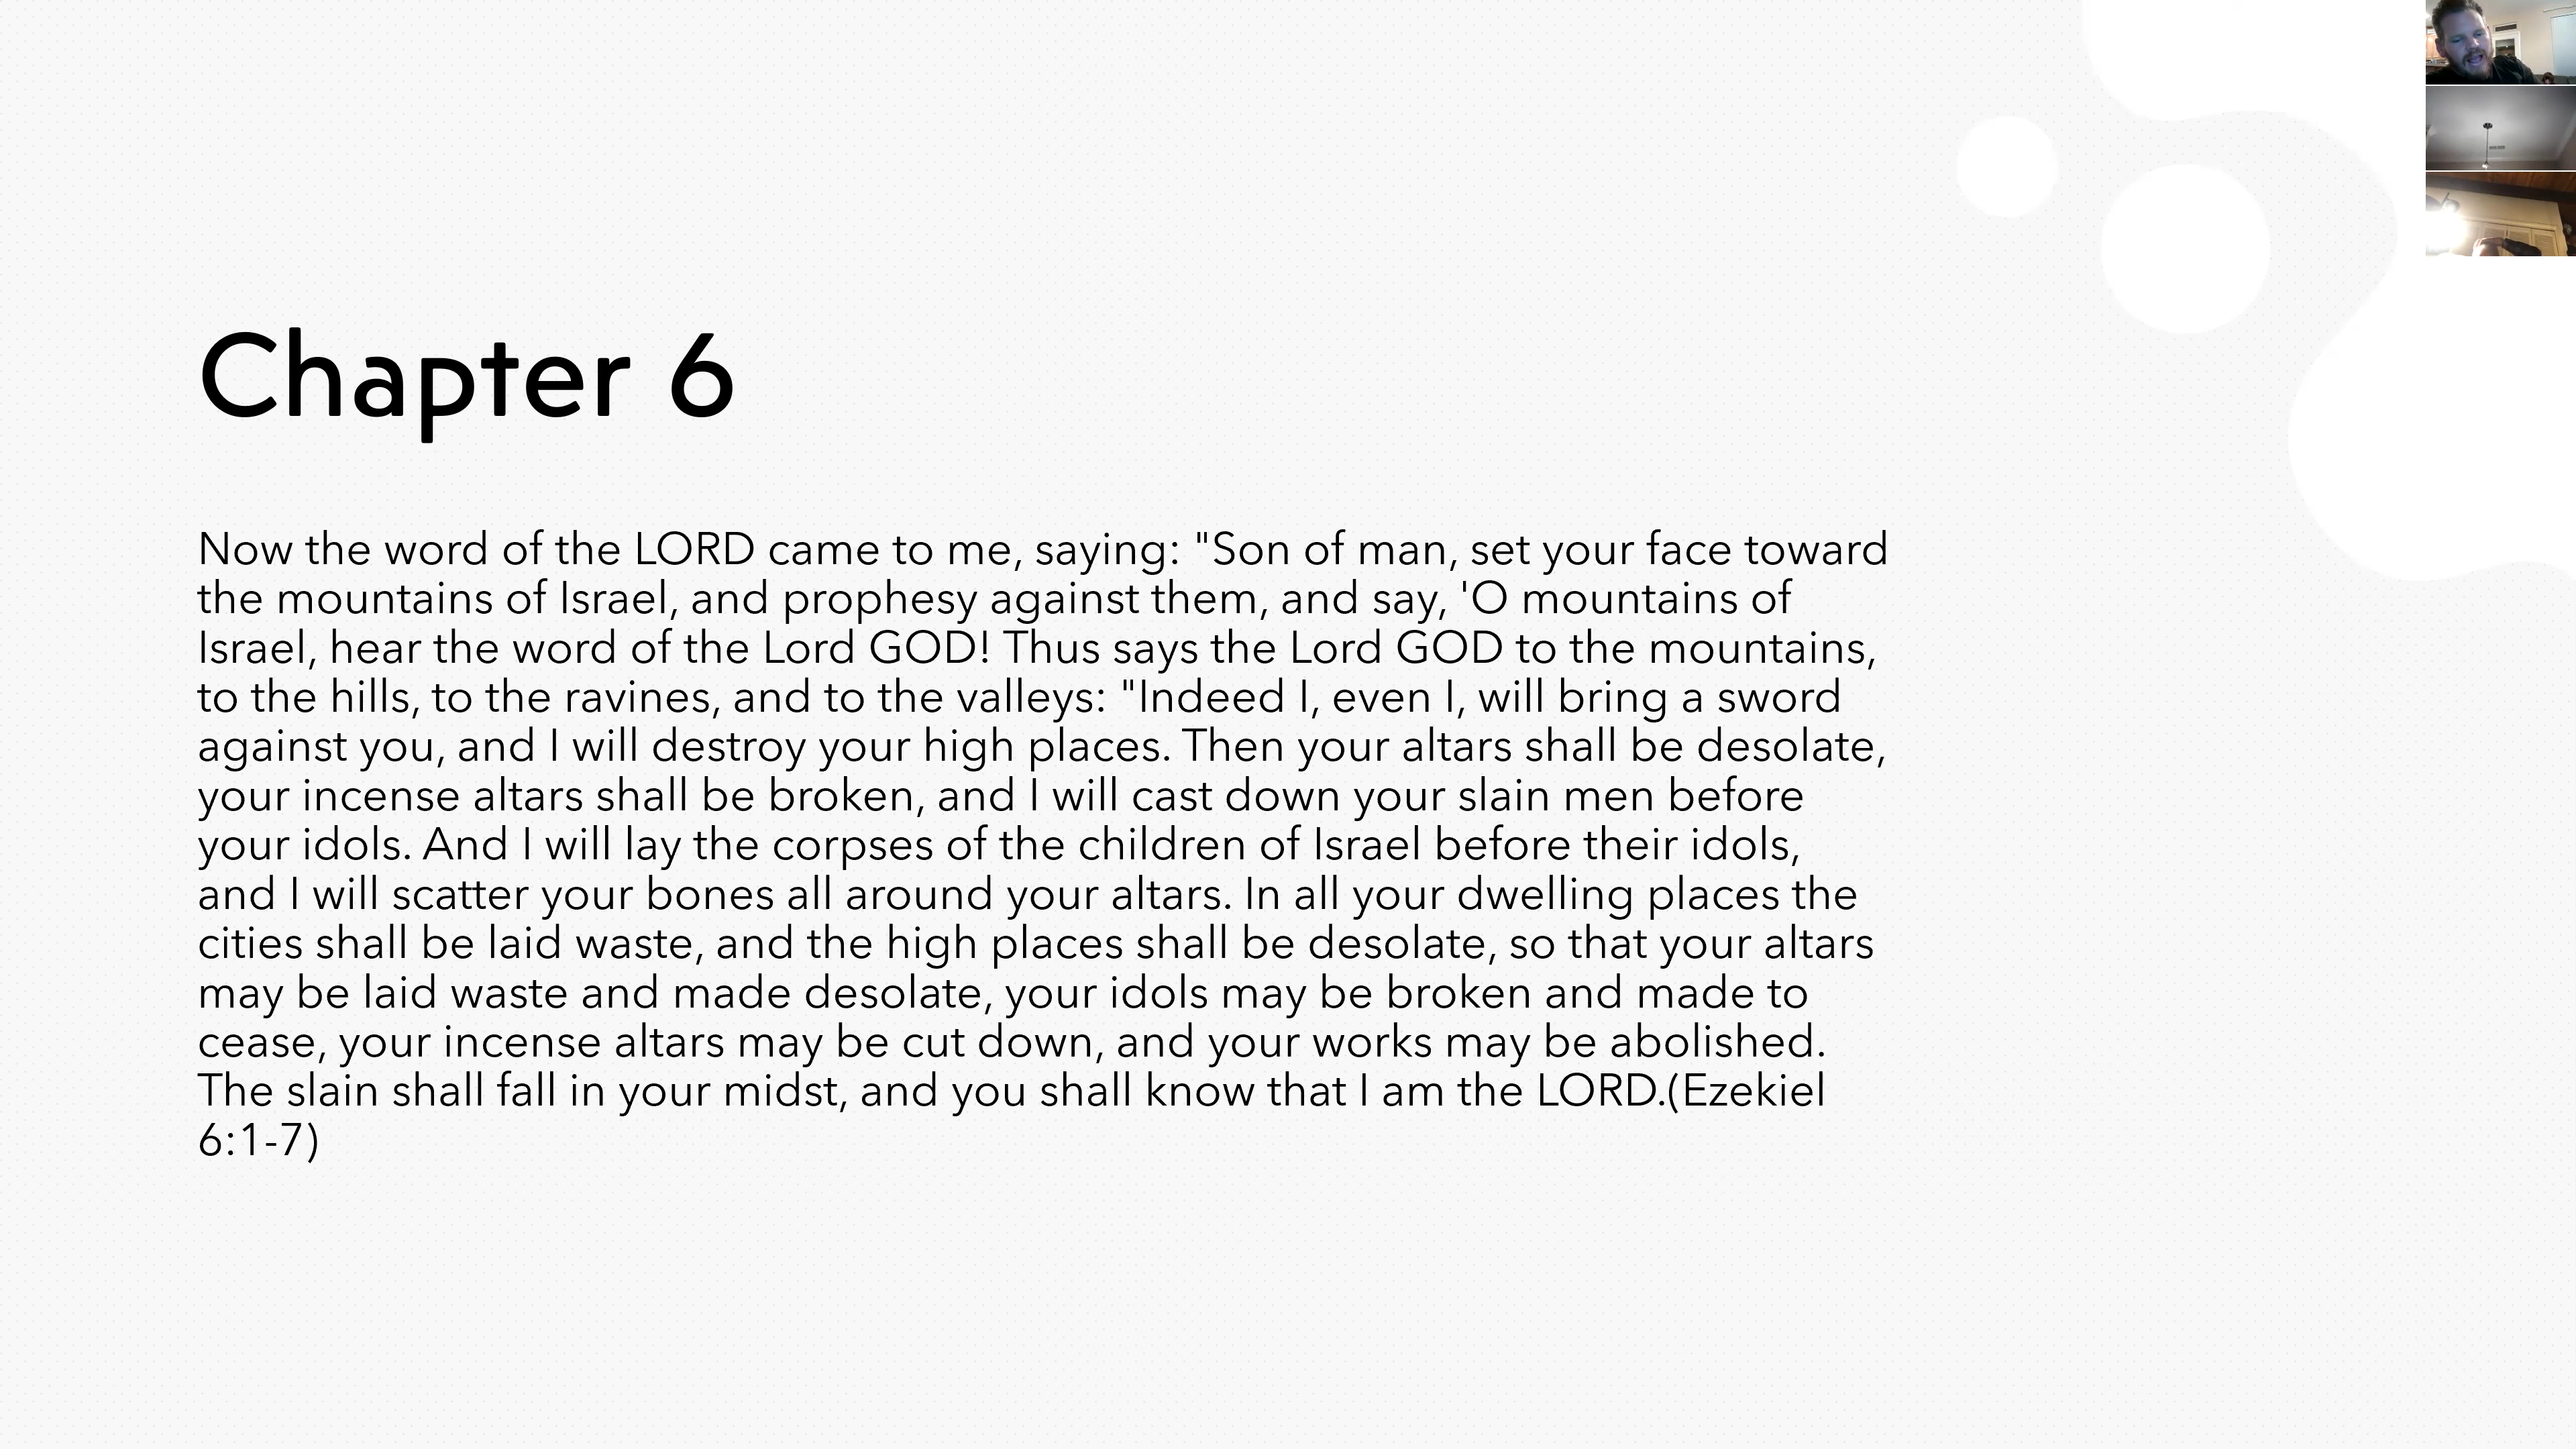 Chapter 6
Now the word of the LORD came to me, saying: "Son of man, set your face toward
the mountains of Israel, and prophesy against them, and say, 'O mountains of
Israel, hear the word of the Lord GOD! Thus says the Lord GOD to the mountains,
to the hills, to the ravines, and to the valleys: "Indeed I, even I, will bring a sword
against you, and I will destroy your high places. Then your altars shall be desolate,
your incense altars shall be broken, and I will cast down your slain men before
your idols. And I will lay the corpses of the children of Israel before their idols,
and I will scatter your bones all around your altars. In all your dwelling places the
cities shall be laid waste, and the high places shall be desolate, so that your altars
may be laid waste and made desolate, your idols may be broken and made to
cease, your incense altars may be cut down, and your works may be abolished.
The slain shall fall in your midst, and you shall know that I am the LORD.(Ezekiel
6:1-7)